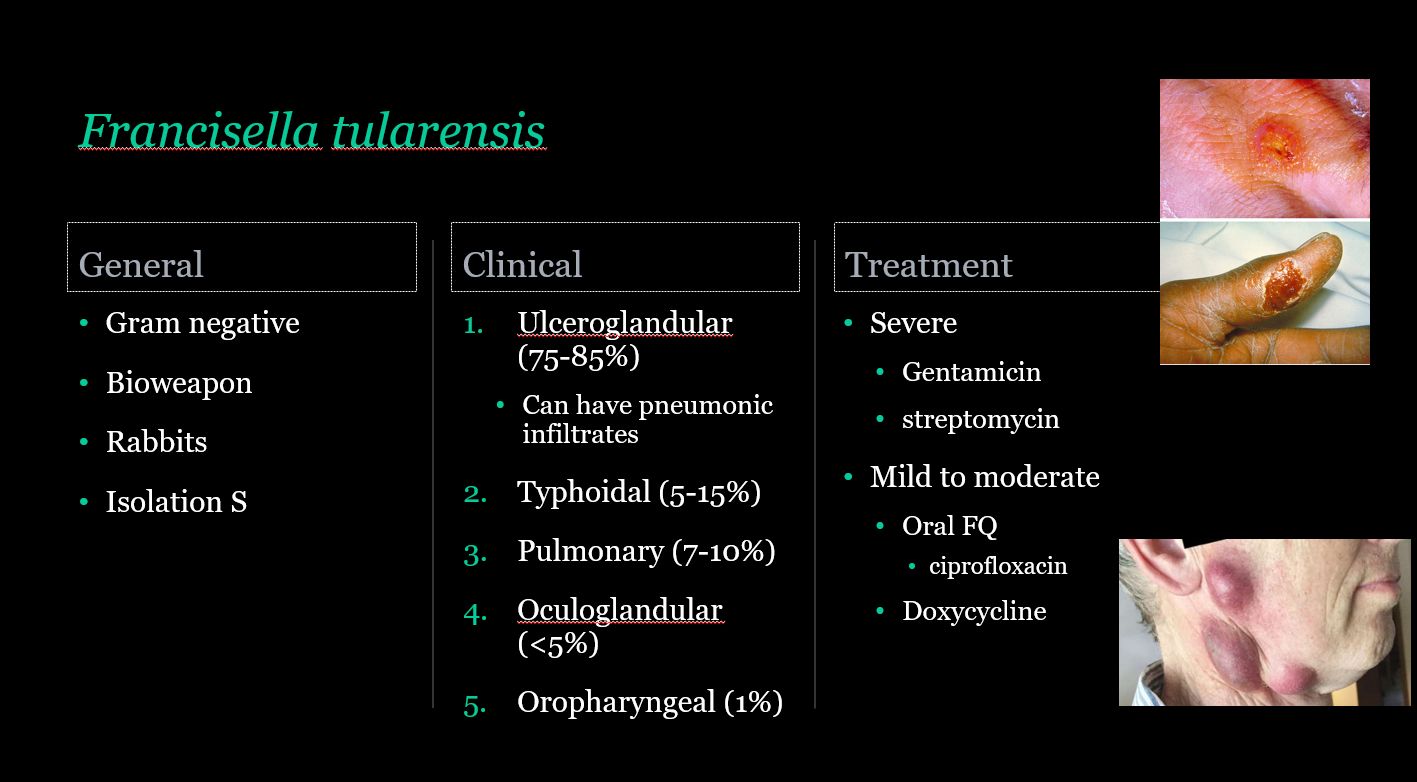 Francisella tularensis
General
• Gram negative
• Bioweapon
• Rabbits
• Isolation S
Clinical
1. Ulceroglandular
(75-85%)
• Can have pneumonic
infiltrates
2. Typhoidal (5-15%)
3. Pulmonary (7-10%)
4. Oculoglandular
(<5%)
5. Oropharyngeal (1%)
Treatment
• Severe
• Gentamicin
• streptomycin
• Mild to moderate
• Oral FQ
• ciprofloxacin
• Doxycycline